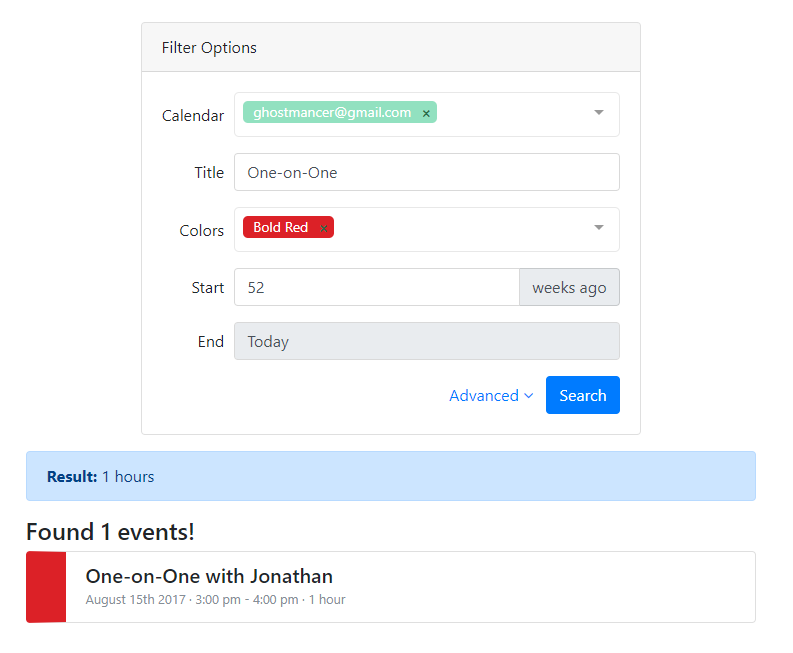 Filter Options
Calendar ghostmancer@gmail.com ×
Title One-on-One
Colors Bold Red ×
Start 52 weeks ago
End Today
Advanced Search
Result: 1 hours
Found 1 events!
One-on-One with Jonathan
August 15th 2017 · 3:00 pm - 4:00 pm · 1 hour